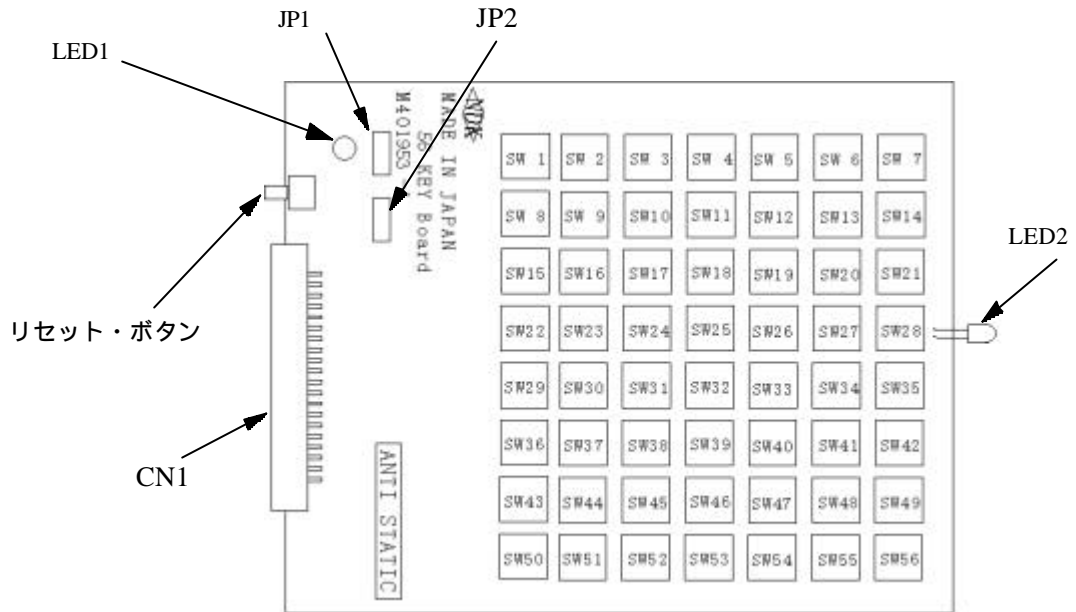 JP1
JP2
LED1
NDK
MADE IN JAPAN
56 KEY Board
M401953
SW 1 SW 2 SW 3 SW 4 SW 5 SW 6 SW 7
SW 8 SW 9 SW10 SW11 SW12 SW13 SW14
LED2
SW15 SW16 SW17 SW18 SW19 SW20 SW21
リセット・ボタン
SW22 SW23 SW24 SW25 SW26 SW27 SW28
SW29 SW30 SW31 SW32 SW33 SW34 SW35
SW36 SW37 SW38 SW39 SW40 SW41 SW42
CN1
ANTI STATIC
SW43 SW44 SW45 SW46 SW47 SW48 SW49
SW50 SW51 SW52 SW53 SW54 SW55 SW56